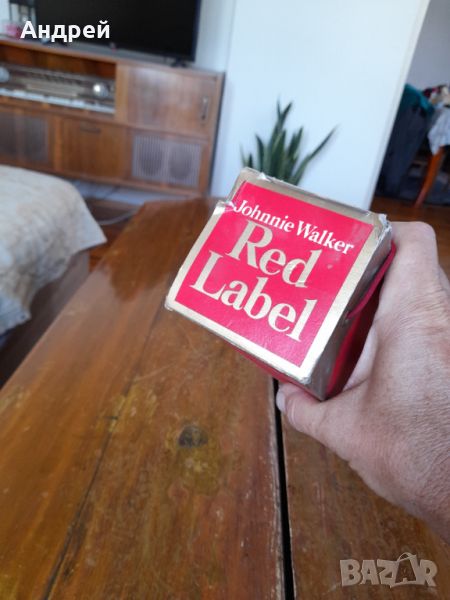 Андрей
Johnnie Walker
Red
Label
BAZAR